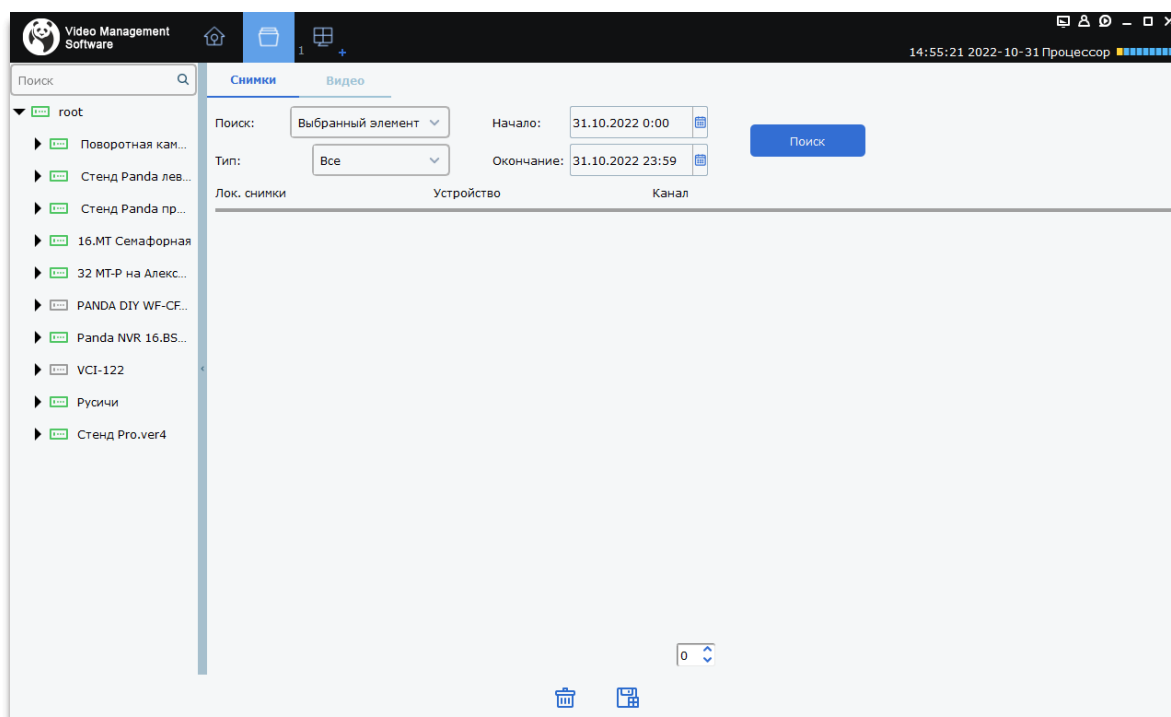 Video Management
Software
1
14:55:21 2022-10-31 Процессор
Поиск
Снимки
Видео
root
Поиск:
Выбранный элемент
Начало:
31.10.2022 0:00
Поиск
Тип:
Все
Окончание:
31.10.2022 23:59
Лок. снимки
Устройство
Канал
Поворотная кам...
Стенд Panda лев...
Стенд Panda пр...
16.МТ Семафорная
32 МТ-Р на Алекс...
PANDA DIY WF-CF...
Panda NVR 16.BS...
VCI-122
Русичи
Стенд Pro.ver4
0